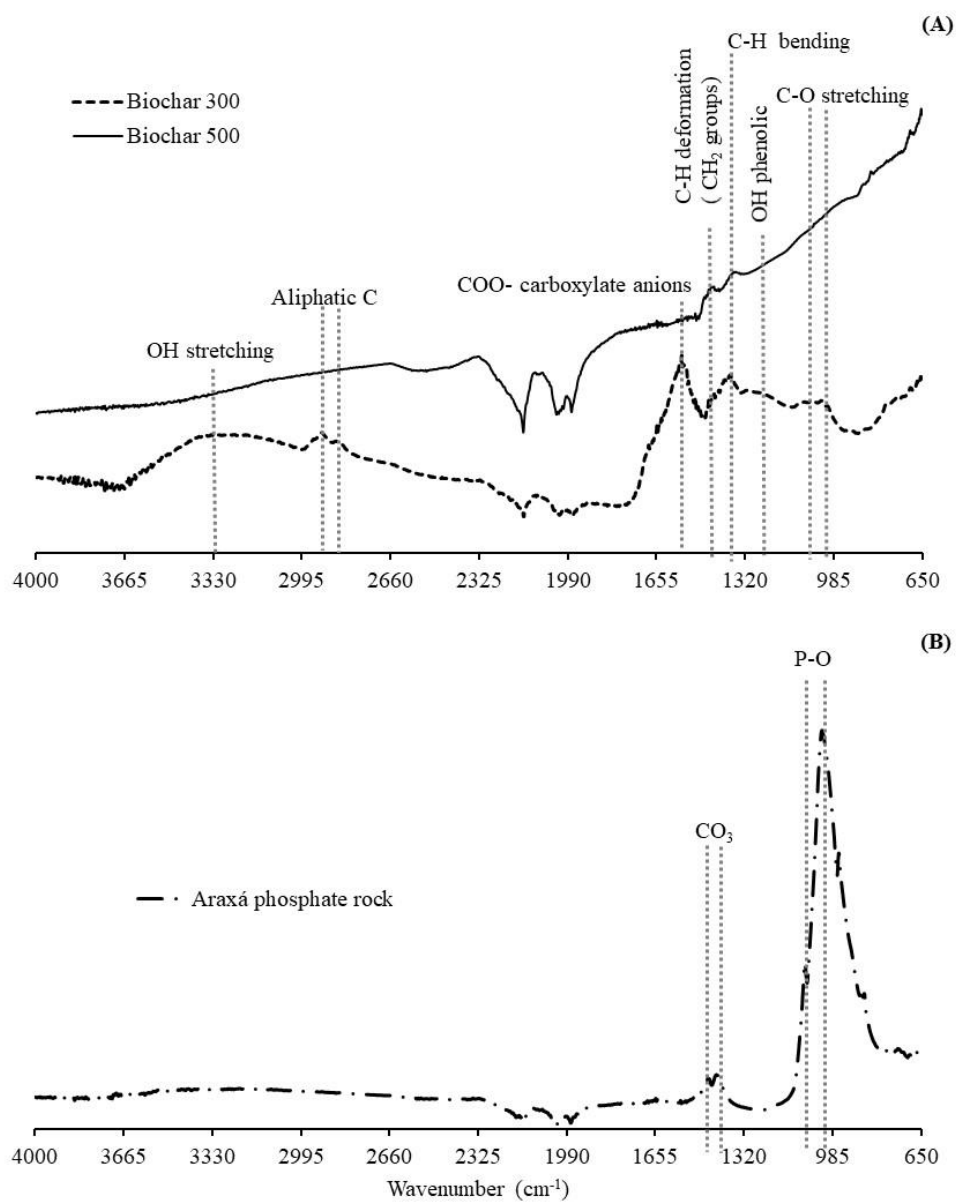 (A)
C-H bending
Biochar 300
Biochar 500
C-H deformation
( CH₂ groups)
OH phenolic
C-O stretching
COO- carboxylate anions
Aliphatic C
OH stretching
4000 3665 3330 2995 2660 2325 1990 1655 1320 985 650
(B)
P-O
CO₃
Araxá phosphate rock
4000 3665 3330 2995 2660 2325 1990 1655 1320 985 650
Wavenumber (cm⁻¹)